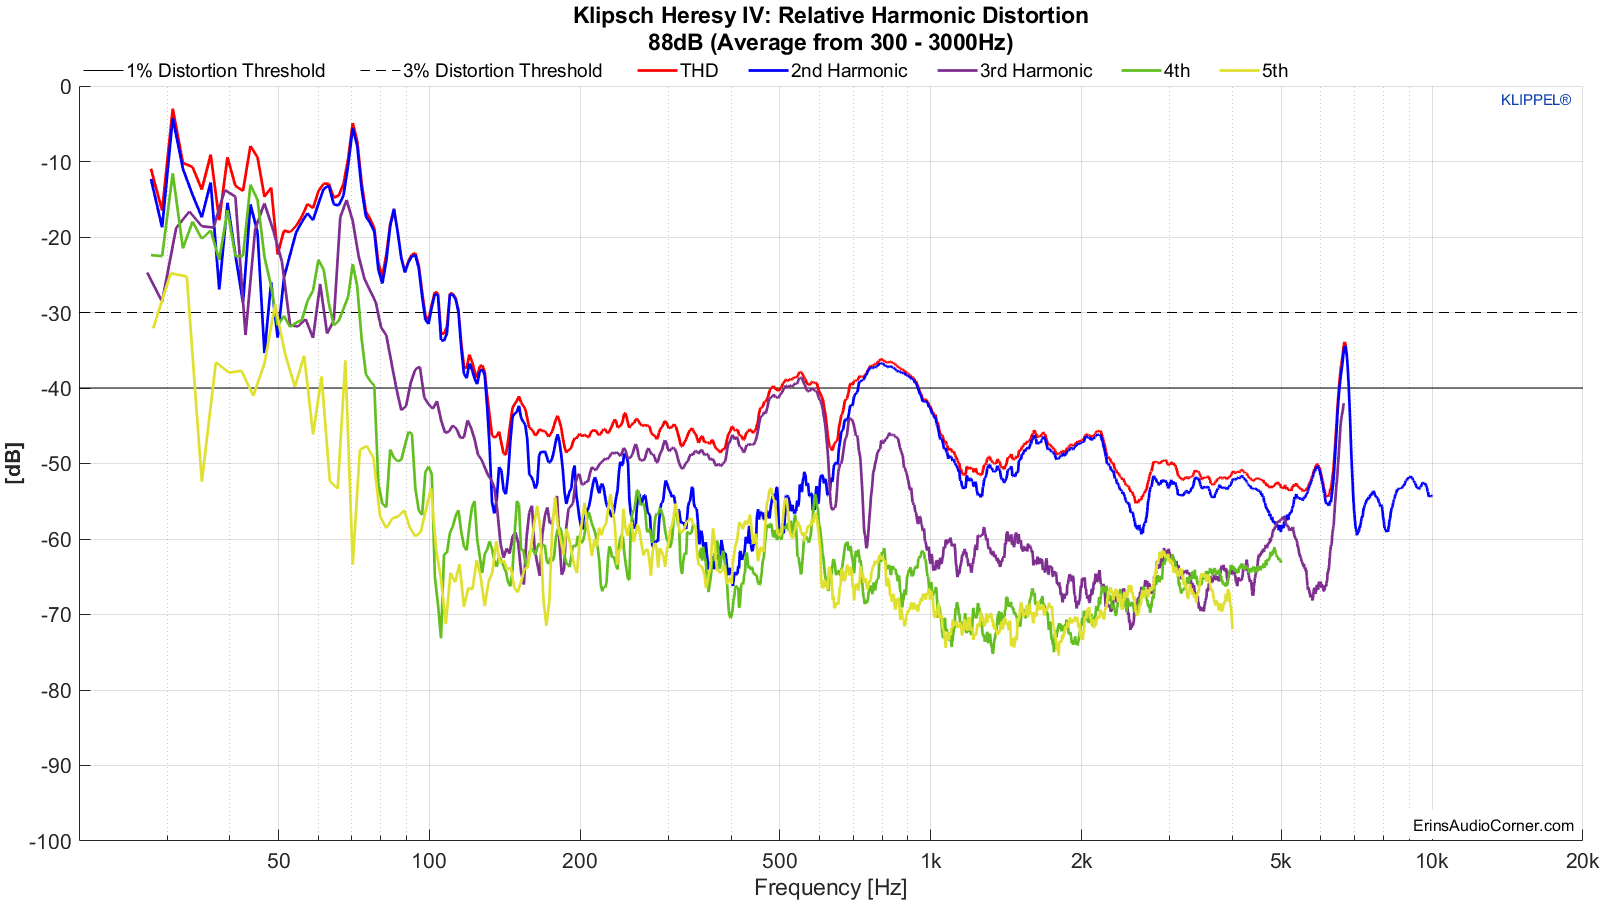 Klipsch Heresy IV: Relative Harmonic Distortion
88dB (Average from 300 - 3000Hz)
1% Distortion Threshold 3% Distortion Threshold THD 2nd Harmonic 3rd Harmonic 4th 5th
KLIPPEL®
0
-10
-20
-30
-40
-50
-60
-70
-80
-90
-100
[dB]
ErinsAudioCorner.com
50 100 200 500 1k 2k 5k 10k 20k
Frequency [Hz]